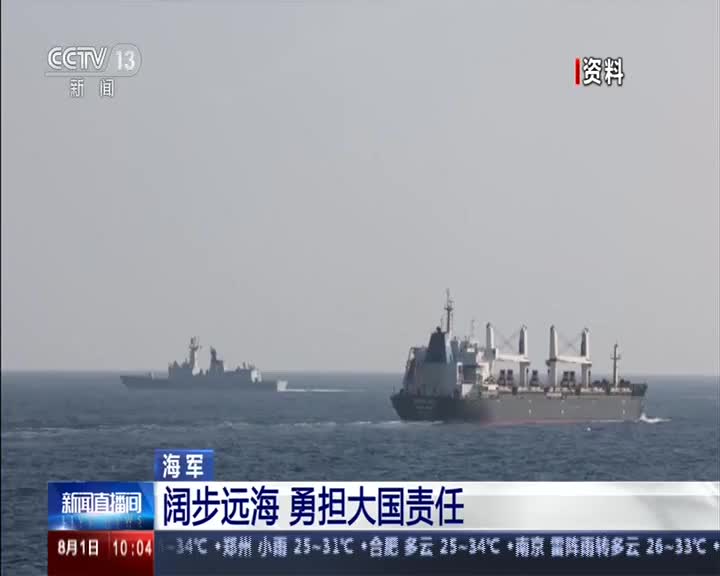 CCTV 13
新闻
资料
海军
新闻直播间
阔步远海 勇担大国责任
8月1日 10:04
-34℃ •郑州 小雨 25~31℃ •合肥 多云 25~34℃ •南京 雷阵雨转多云 26~33℃ •